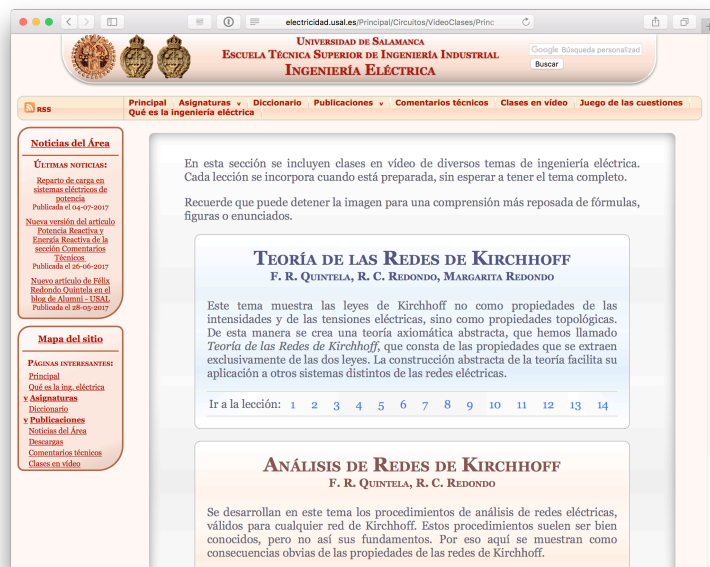 electricidad.usal.es/Principal/Circuitos/VideoClases/Princ
Universidad de Salamanca
Escuela Técnica Superior de Ingeniería Industrial
Ingeniería Eléctrica
Google Búsqueda personalizad
Buscar
RSS
Principal Asignaturas v Diccionario Publicaciones v Comentarios técnicos Clases en vídeo Juego de las cuestiones
Qué es la ingeniería eléctrica
Noticias del Área
Últimas noticias:
Reparto de carga en
sistemas eléctricos de
potencia
Publicada el 04-07-2017
Nueva versión del artículo
Potencia Reactiva y
Energía Reactiva de la
sección Comentarios
Técnicos
Publicada el 26-06-2017
Nuevo artículo de Félix
Redondo Quintela en el
blog de Alumni - USAL
Publicada el 28-05-2017
Mapa del sitio
Páginas interesantes:
Principal
Qué es la ing. eléctrica
v Asignaturas
Diccionario
v Publicaciones
Noticias del Área
Descargas
Comentarios técnicos
Clases en vídeo
En esta sección se incluyen clases en vídeo de diversos temas de ingeniería eléctrica.
Cada lección se incorpora cuando está preparada, sin esperar a tener el tema completo.
Recuerde que puede detener la imagen para una comprensión más reposada de fórmulas,
figuras o enunciados.
Teoría de las Redes de Kirchhoff
F. R. Quintela, R. C. Redondo, Margarita Redondo
Este tema muestra las leyes de Kirchhoff no como propiedades de las
intensidades y de las tensiones eléctricas, sino como propiedades topológicas.
De esta manera se crea una teoría axiomática abstracta, que hemos llamado
Teoría de las Redes de Kirchhoff, que consta de las propiedades que se extraen
exclusivamente de las dos leyes. La construcción abstracta de la teoría facilita su
aplicación a otros sistemas distintos de las redes eléctricas.
Ir a la lección: 1 2 3 4 5 6 7 8 9 10 11 12 13 14
Análisis de Redes de Kirchhoff
F. R. Quintela, R. C. Redondo
Se desarrollan en este tema los procedimientos de análisis de redes eléctricas,
válidos para cualquier red de Kirchhoff. Estos procedimientos suelen ser bien
conocidos, pero no así sus fundamentos. Por eso aquí se muestran como
consecuencias obvias de las propiedades de las redes de Kirchhoff.